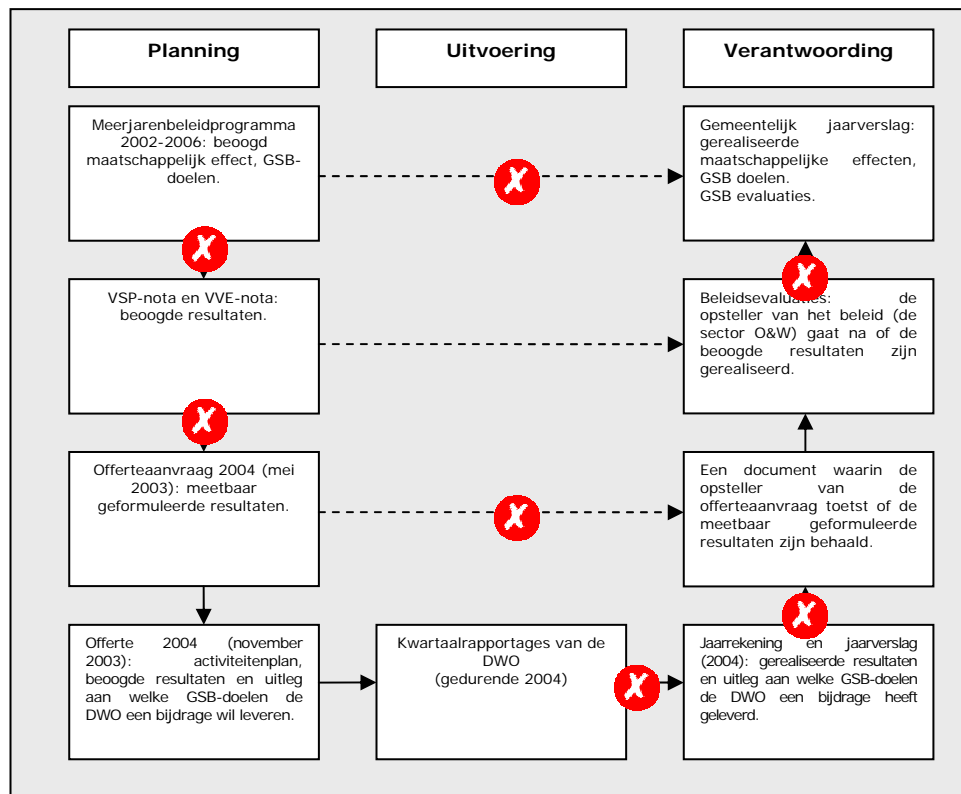 Planning
Uitvoering
Verantwoording
Meerjarenbeleidprogramma
2002-2006: beoogd
maatschappelijk effect, GSB-
doelen.
Gemeentelijk jaarverslag:
gerealiseerde
maatschappelijke effecten,
GSB doelen.
GSB evaluaties.
VSP-nota en VVE-nota:
beoogde resultaten.
Beleidsevaluaties: de
opsteller van het beleid (de
sector O&W) gaat na of de
beoogde resultaten zijn
gerealiseerd.
Offerteaanvraag 2004 (mei
2003): meetbaar
geformuleerde resultaten.
Een document waarin de
opsteller van de
offerteaanvraag toetst of de
meetbaar geformuleerde
resultaten zijn behaald.
Offerte 2004 (november
2003): activiteitenplan,
beoogde resultaten en uitleg
aan welke GSB-doelen de
DWO een bijdrage wil leveren.
Kwartaalrapportages van de
DWO
(gedurende 2004)
Jaarrekening en jaarverslag
(2004): gerealiseerde resultaten
en uitleg aan welke GSB-doelen
de DWO een bijdrage heeft
geleverd.